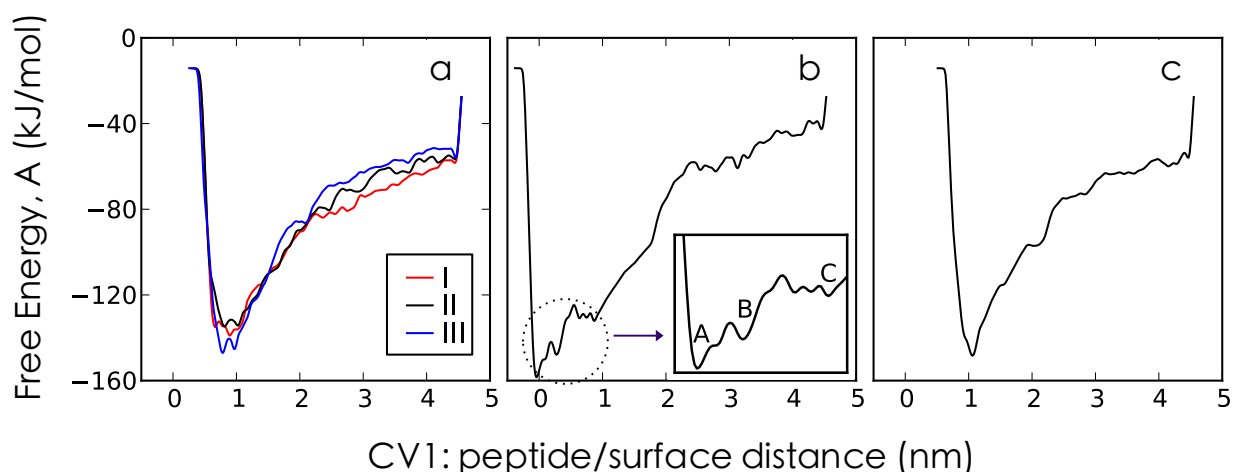 Free Energy, A (kJ/mol)
0
−40
−80
−120
−160
a
b
c
I
II
III
A
B
C
0 1 2 3 4 5
0 1 2 3 4 5
0 1 2 3 4 5
CV1: peptide/surface distance (nm)